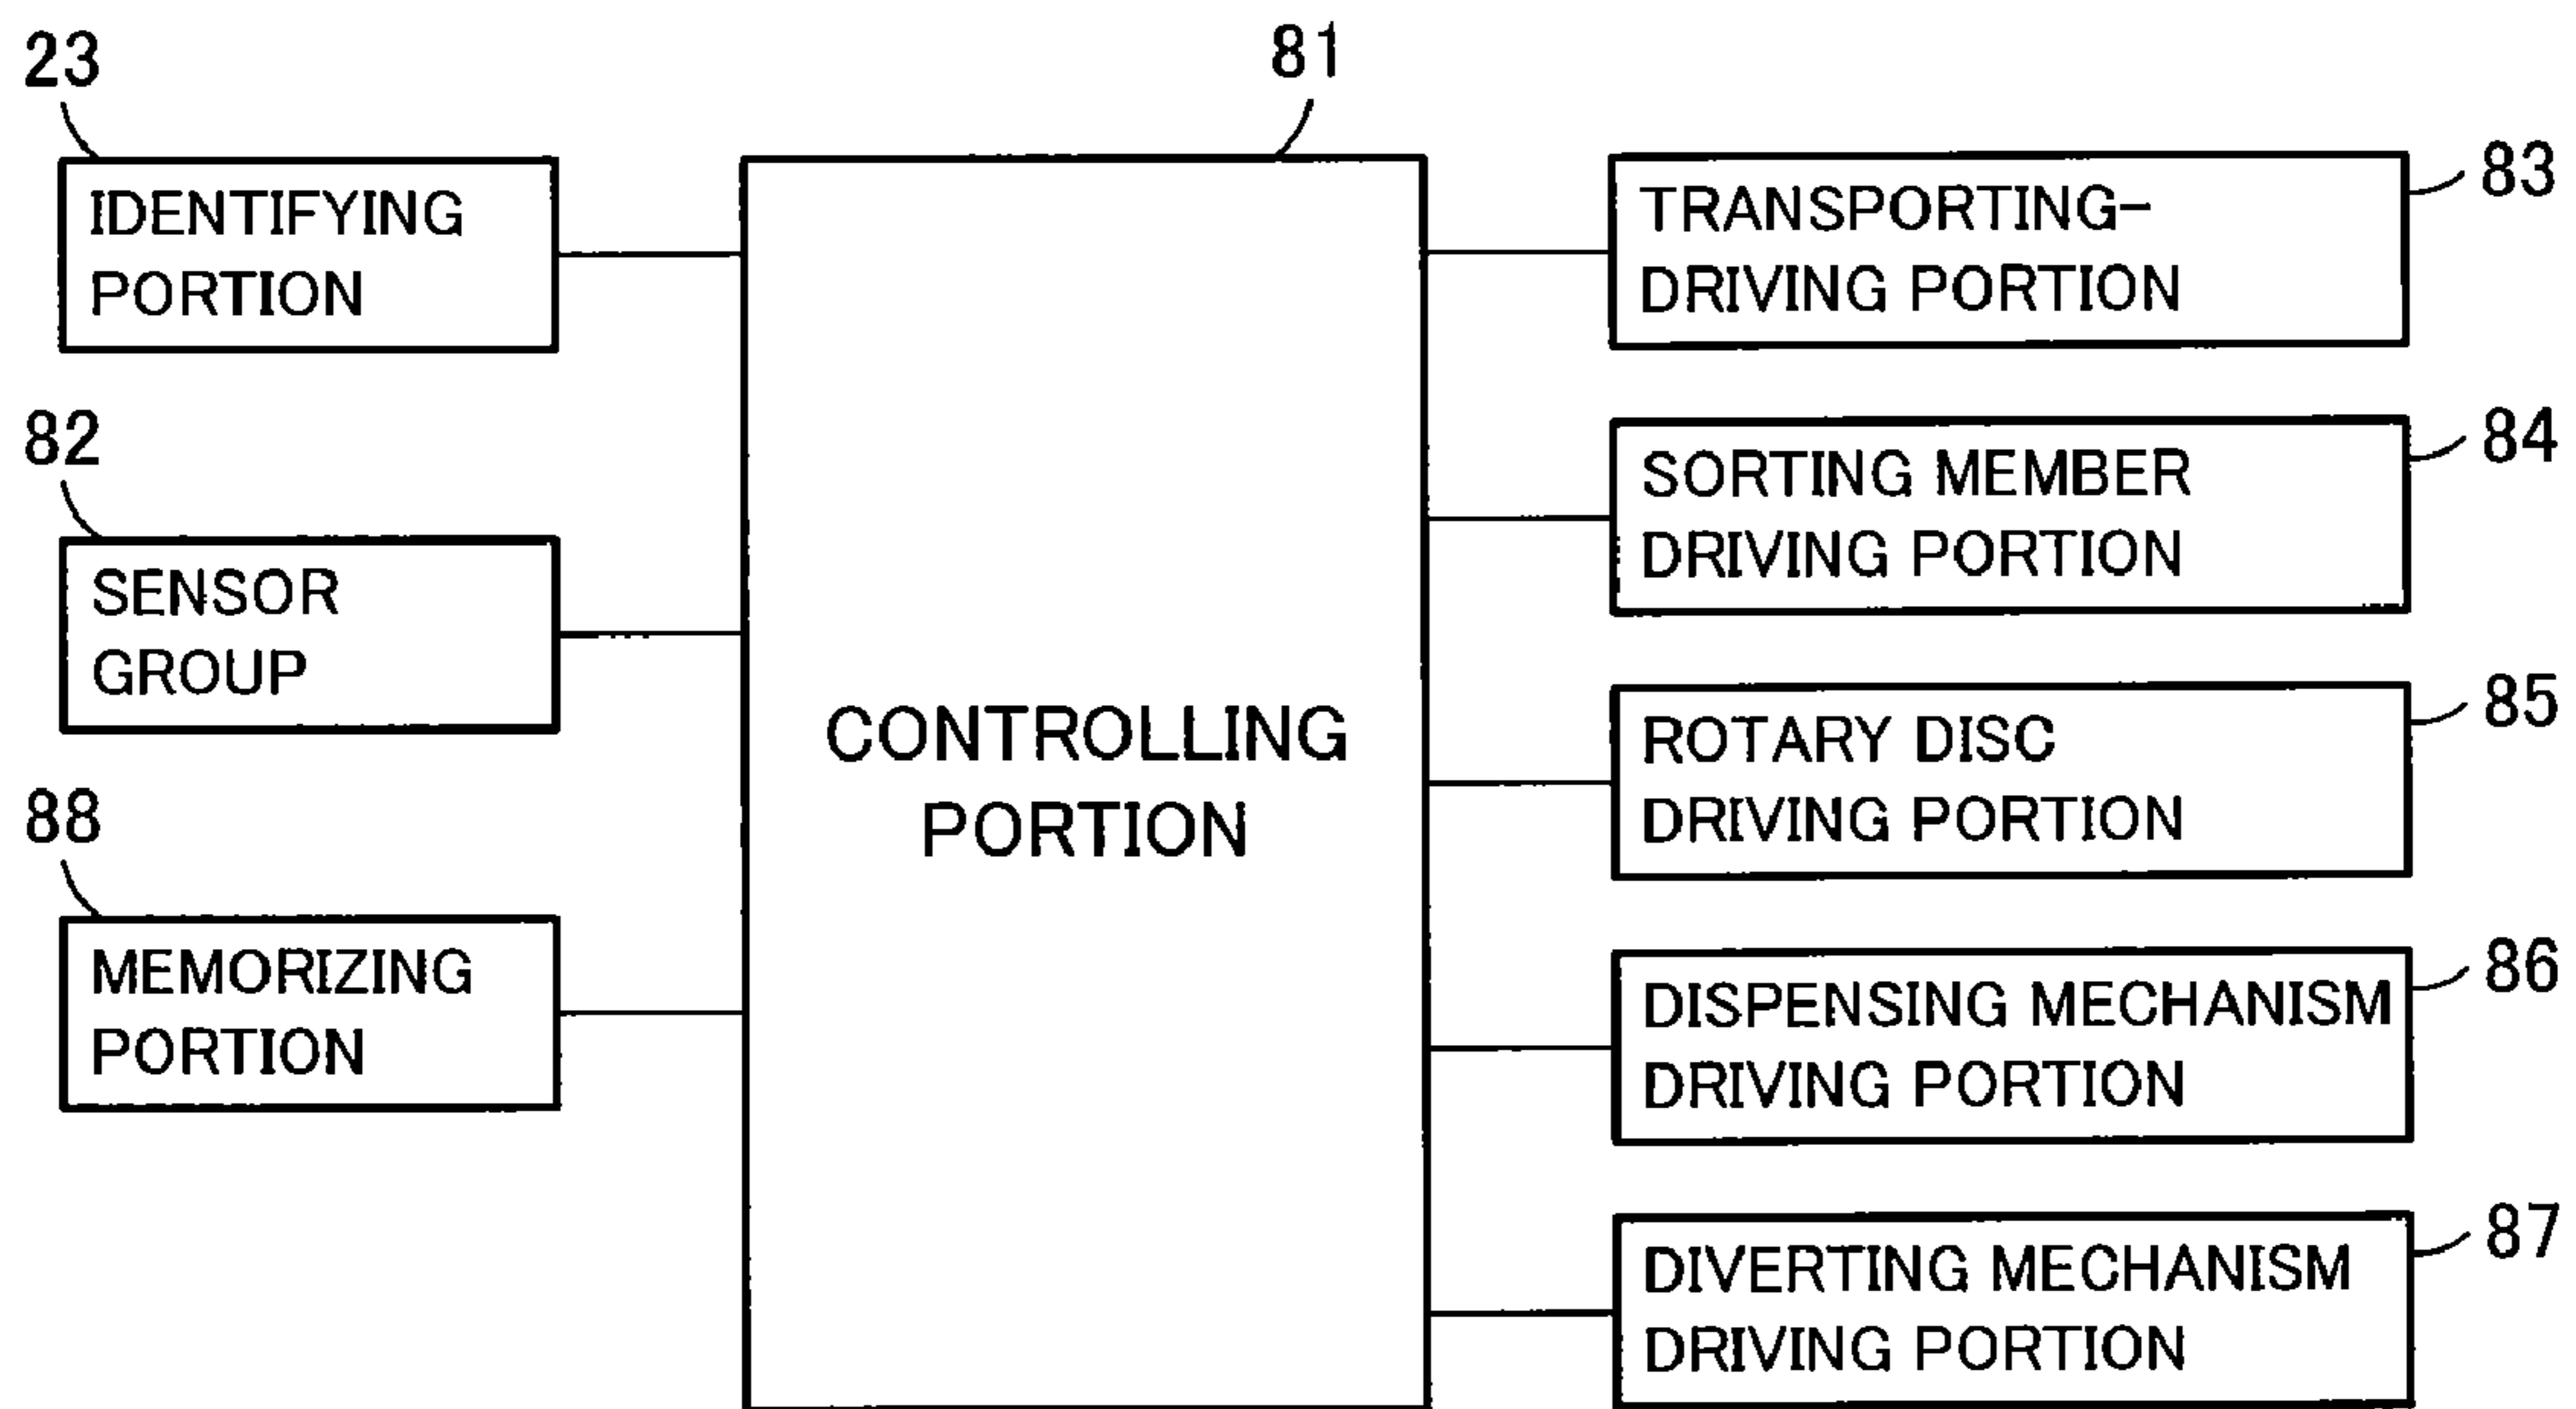 23
IDENTIFYING
PORTION
82
SENSOR
GROUP
88
MEMORIZING
PORTION
81
CONTROLLING
PORTION
83
TRANSPORTING-
DRIVING PORTION
84
SORTING MEMBER
DRIVING PORTION
85
ROTARY DISC
DRIVING PORTION
86
DISPENSING MECHANISM
DRIVING PORTION
87
DIVERTING MECHANISM
DRIVING PORTION